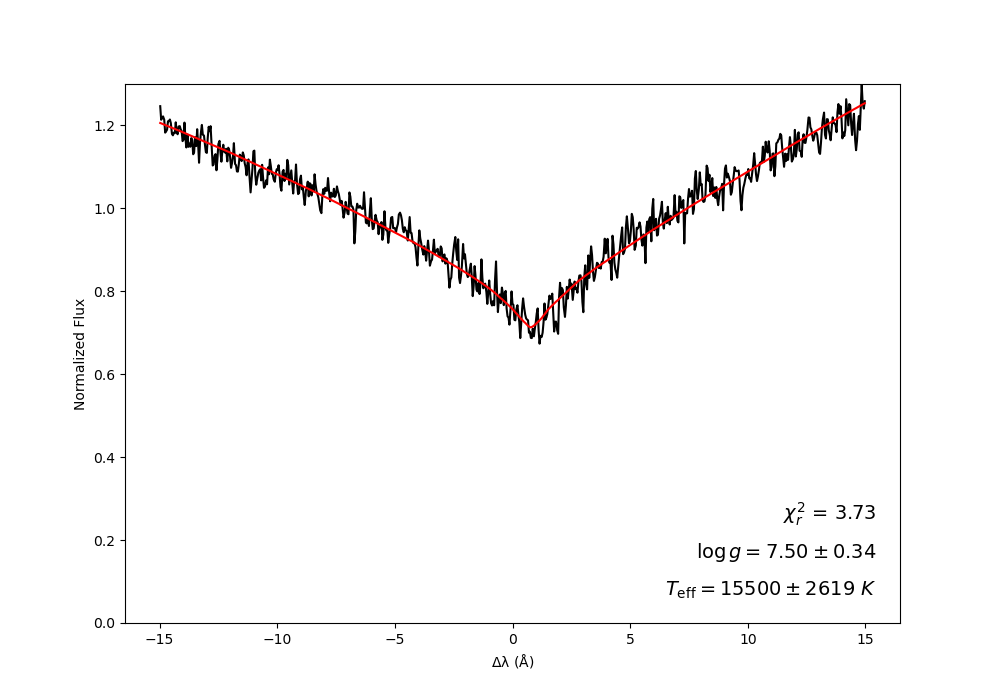 1.2
1.0
0.8
0.6
0.4
0.2
0.0
Normalized Flux
χ²ᵣ = 3.73
log g = 7.50 ± 0.34
T_eff = 15500 ± 2619 K
−15 −10 −5 0 5 10 15
Δλ (Å)